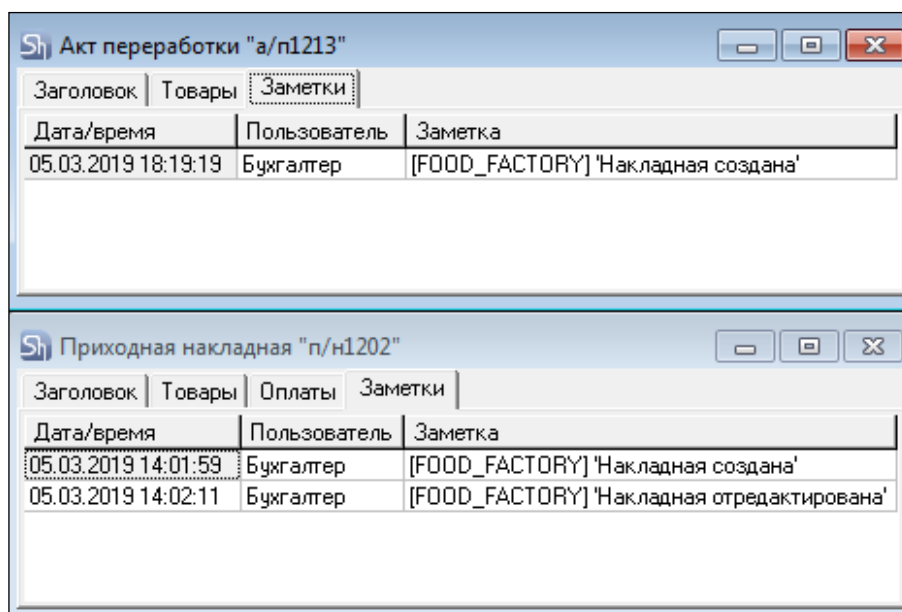 Sh Акт переработки "а/п1213"
Заголовок Товары Заметки
Дата/время Пользователь Заметка
05.03.2019 18:19:19 Бухгалтер [FOOD_FACTORY] 'Накладная создана'
Sh Приходная накладная "п/н1202"
Заголовок Товары Оплаты Заметки
Дата/время Пользователь Заметка
05.03.2019 14:01:59 Бухгалтер [FOOD_FACTORY] 'Накладная создана'
05.03.2019 14:02:11 Бухгалтер [FOOD_FACTORY] 'Накладная отредактирована'